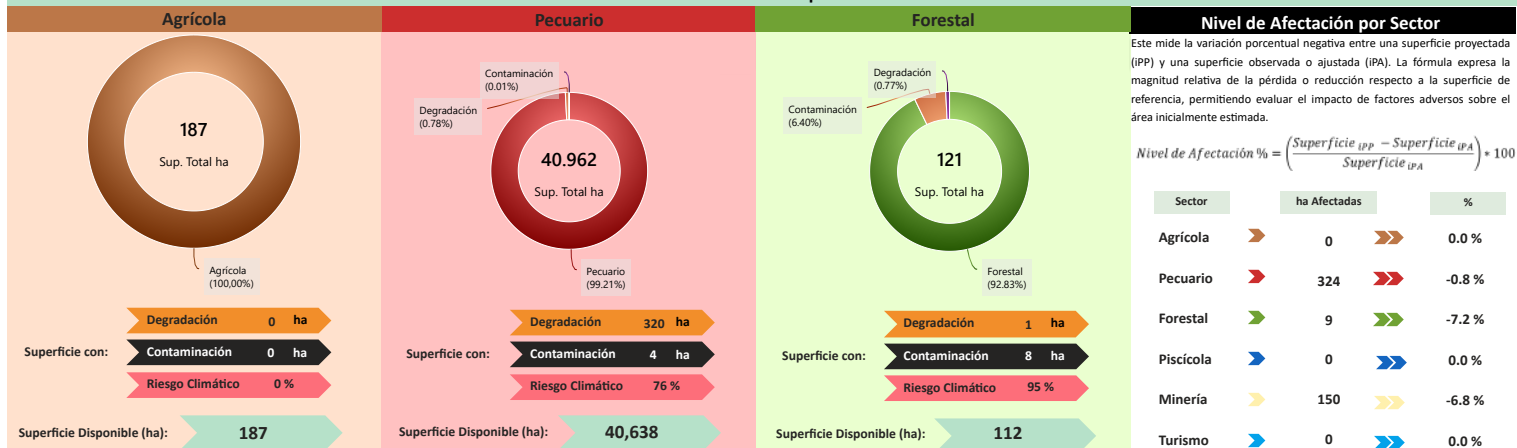 Agrícola
187
Sup. Total ha
Agrícola
(100,00%)
Superficie con:
Degradación 0 ha
Contaminación 0 ha
Riesgo Climático 0 %
Superficie Disponible (ha): 187
Pecuario
Contaminación
(0.01%)
Degradación
(0.78%)
40.962
Sup. Total ha
Pecuario
(99.21%)
Superficie con:
Degradación 320 ha
Contaminación 4 ha
Riesgo Climático 76 %
Superficie Disponible (ha): 40,638
Forestal
Degradación
(0.77%)
Contaminación
(6.40%)
121
Sup. Total ha
Forestal
(92.83%)
Superficie con:
Degradación 1 ha
Contaminación 8 ha
Riesgo Climático 95 %
Superficie Disponible (ha): 112
Nivel de Afectación por Sector
Este mide la variación porcentual negativa entre una superficie proyectada
(iPP) y una superficie observada o ajustada (iPA). La fórmula expresa la
magnitud relativa de la pérdida o reducción respecto a la superficie de
referencia, permitiendo evaluar el impacto de factores adversos sobre el
área inicialmente estimada.
Nivel de Afectación % = (Superficie iPP − Superficie iPA / Superficie iPA) * 100
Sector ha Afectadas %
Agrícola 0 0.0 %
Pecuario 324 -0.8 %
Forestal 9 -7.2 %
Piscícola 0 0.0 %
Minería 150 -6.8 %
Turismo 0 0.0 %